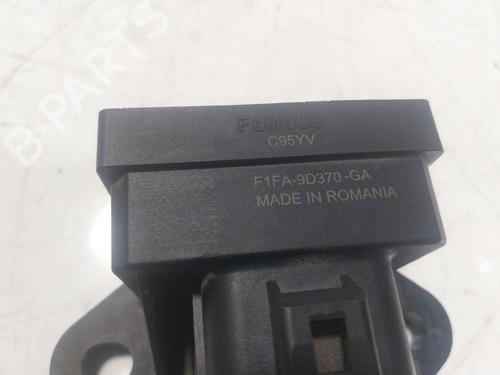 FoMoCo
C95YV
F1FA-9D370-GA
MADE IN ROMANIA
B-PARTS